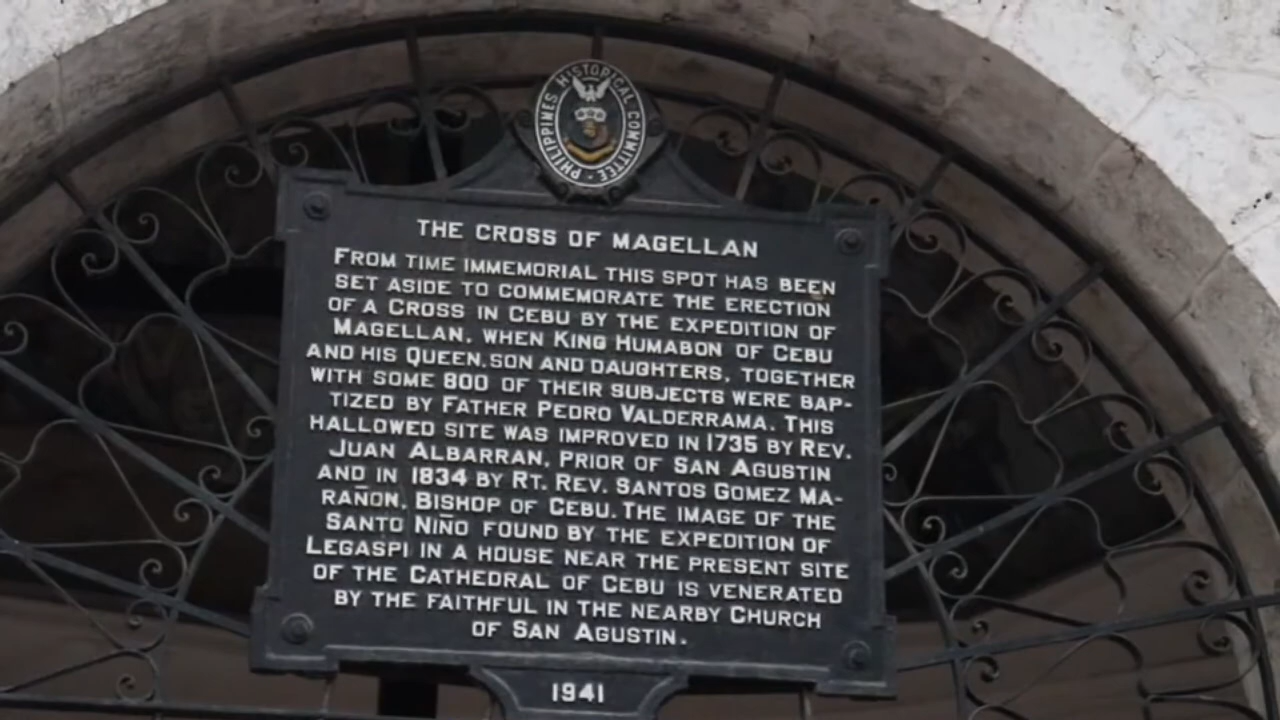 PHILIPPINES HISTORICAL COMMITTEE
THE CROSS OF MAGELLAN
FROM TIME IMMEMORIAL THIS SPOT HAS BEEN
SET ASIDE TO COMMEMORATE THE ERECTION
OF A CROSS IN CEBU BY THE EXPEDITION OF
MAGELLAN, WHEN KING HUMABON OF CEBU
AND HIS QUEEN, SON AND DAUGHTERS, TOGETHER
WITH SOME 800 OF THEIR SUBJECTS WERE BAP-
TIZED BY FATHER PEDRO VALDERRAMA. THIS
HALLOWED SITE WAS IMPROVED IN 1735 BY REV.
JUAN ALBARRAN, PRIOR OF SAN AGUSTIN
AND IN 1834 BY RT. REV. SANTOS GOMEZ MA-
RAÑON, BISHOP OF CEBU. THE IMAGE OF THE
SANTO NIÑO FOUND BY THE EXPEDITION OF
LEGASPI IN A HOUSE NEAR THE PRESENT SITE
OF THE CATHEDRAL OF CEBU IS VENERATED
BY THE FAITHFUL IN THE NEARBY CHURCH
OF SAN AGUSTIN.
1941